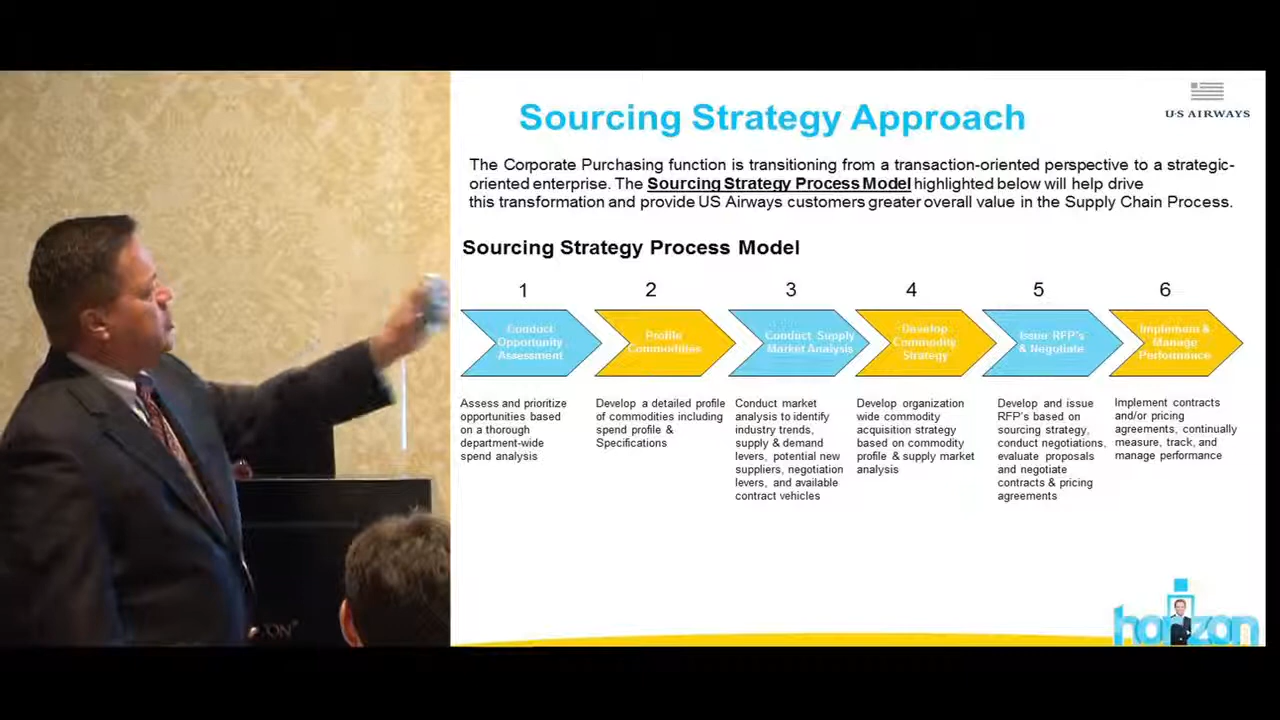 Sourcing Strategy Approach
U·S AIRWAYS
The Corporate Purchasing function is transitioning from a transaction-oriented perspective to a strategic-
oriented enterprise. The Sourcing Strategy Process Model highlighted below will help drive
this transformation and provide US Airways customers greater overall value in the Supply Chain Process.
Sourcing Strategy Process Model
1
2
3
4
5
6
Conduct
Opportunity
Assessment
Profile
Commodities
Conduct Supply
Market Analysis
Develop
Commodity
Strategy
Issue RFP's
& Negotiate
Implement &
Manage
Performance
Assess and prioritize
opportunities based
on a thorough
department-wide
spend analysis
Develop a detailed profile
of commodities including
spend profile &
Specifications
Conduct market
analysis to identify
industry trends,
supply & demand
levers, potential new
suppliers, negotiation
levers, and available
contract vehicles
Develop organization
wide commodity
acquisition strategy
based on commodity
profile & supply market
analysis
Develop and issue
RFP's based on
sourcing strategy,
conduct negotiations,
evaluate proposals
and negotiate
contracts & pricing
agreements
Implement contracts
and/or pricing
agreements, continually
measure, track, and
manage performance
horizon